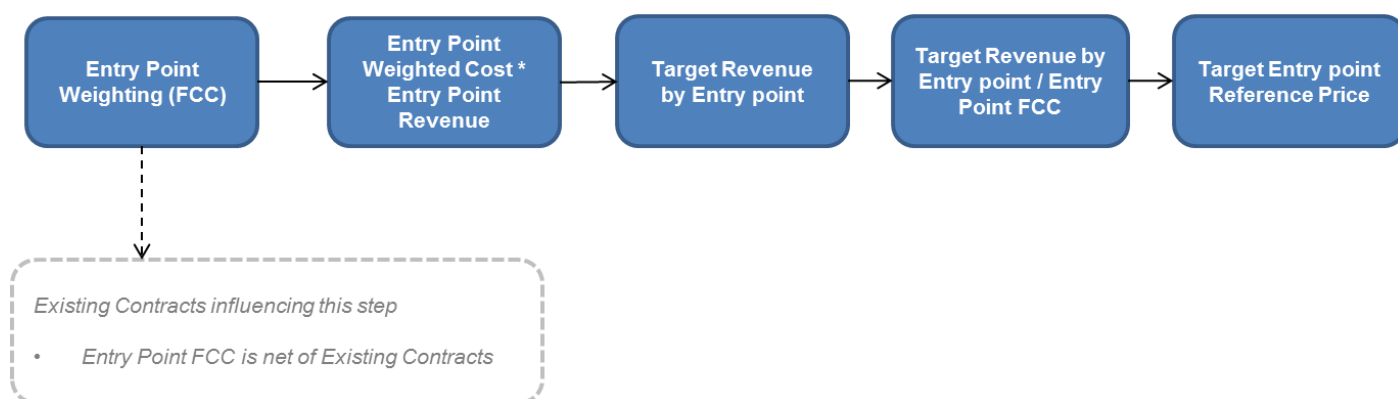 Entry Point
Weighting (FCC)
Entry Point
Weighted Cost *
Entry Point
Revenue
Target Revenue
by Entry point
Target Revenue by
Entry point / Entry
Point FCC
Target Entry point
Reference Price
Existing Contracts influencing this step
• Entry Point FCC is net of Existing Contracts